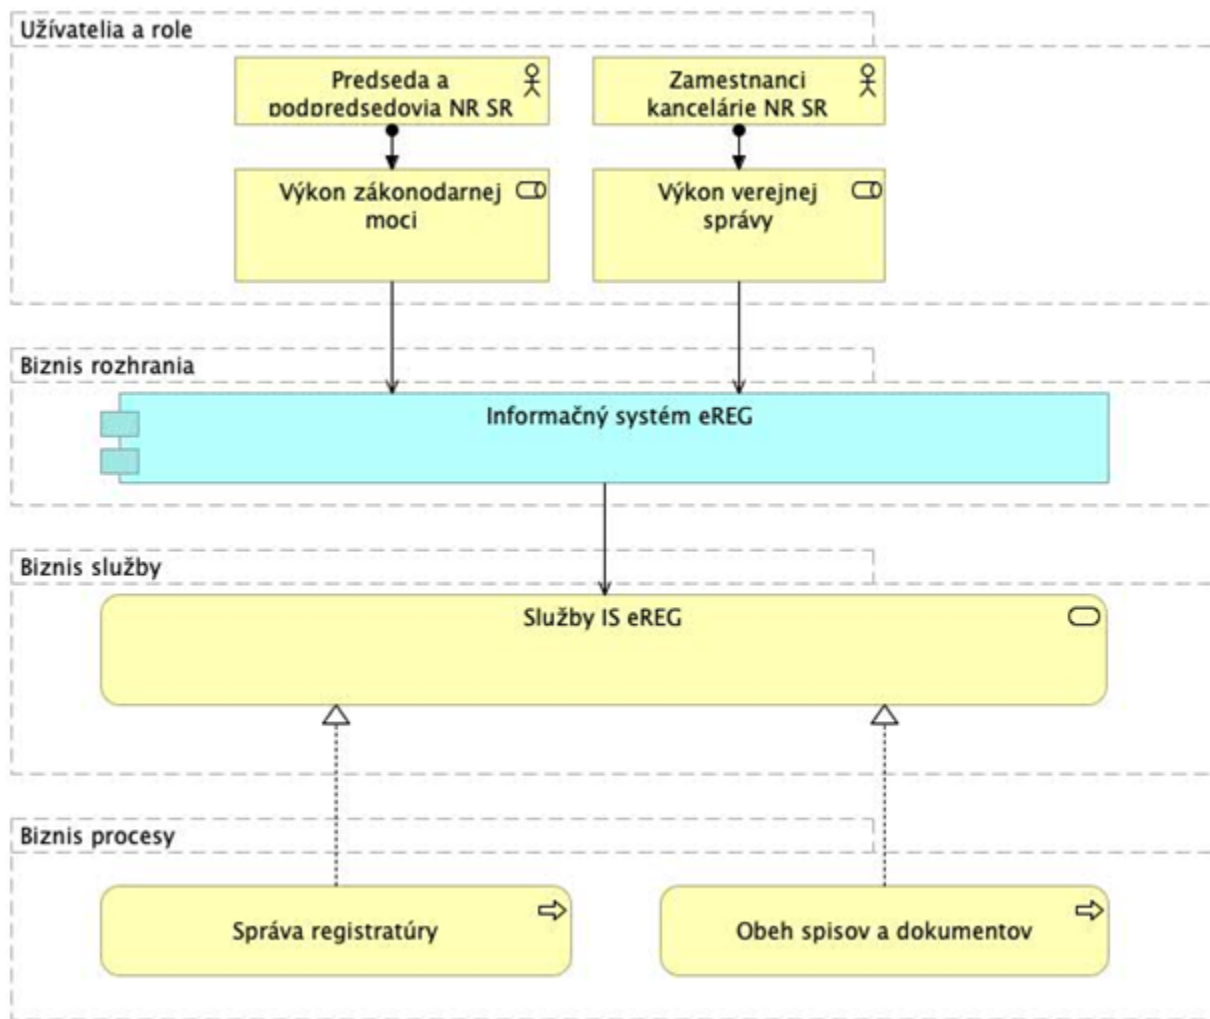 Užívatelia a role
Predseda a
podpredsedovia NR SR
Zamestnanci
kancelárie NR SR
Výkon zákonodarnej
moci
Výkon verejnej
správy
Biznis rozhrania
Informačný systém eREG
Biznis služby
Služby IS eREG
Biznis procesy
Správa registratúry
Obeh spisov a dokumentov